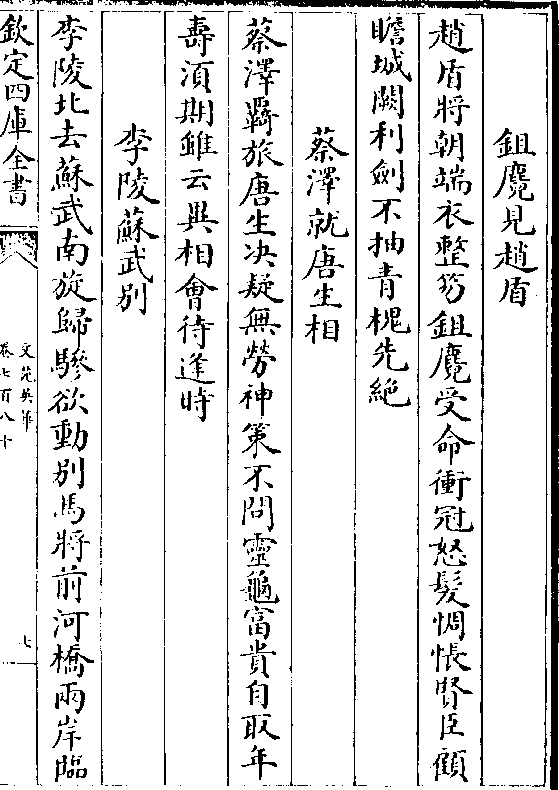 鉏麑見趙盾
趙盾將朝端衣整笏鉏麑受命衝冠怒髮惆悵賢臣顧
瞻城闕利劍不抽青槐先絶
蔡澤就唐生相
蔡澤羇旅唐生決疑無勞神策不問靈龜富貴自取年
壽湏期雖云異相會待逢時
李陵蘇武別
李陵北去蘇武南旋歸驂欲動別馬將前河橋兩岸臨
欽定四庫全書
文苑英華
卷七百八十
七